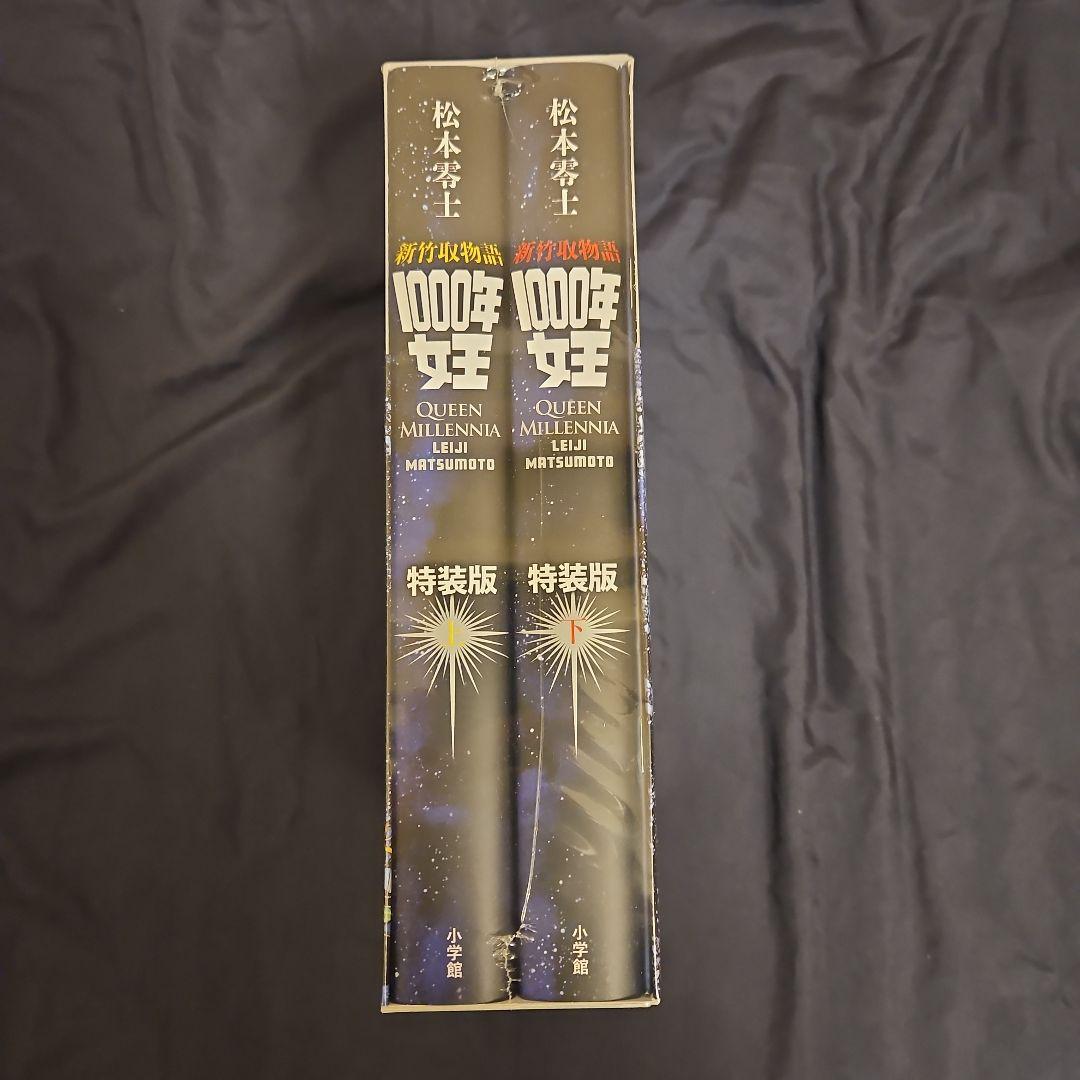 松本零士
新竹取物語
1000年
女王
QUEEN
MILLENNIA
LEIJI
MATSUMOTO
特装版
上
小学館
松本零士
新竹取物語
1000年
女王
QUEEN
MILLENNIA
LEIJI
MATSUMOTO
特装版
下
小学館